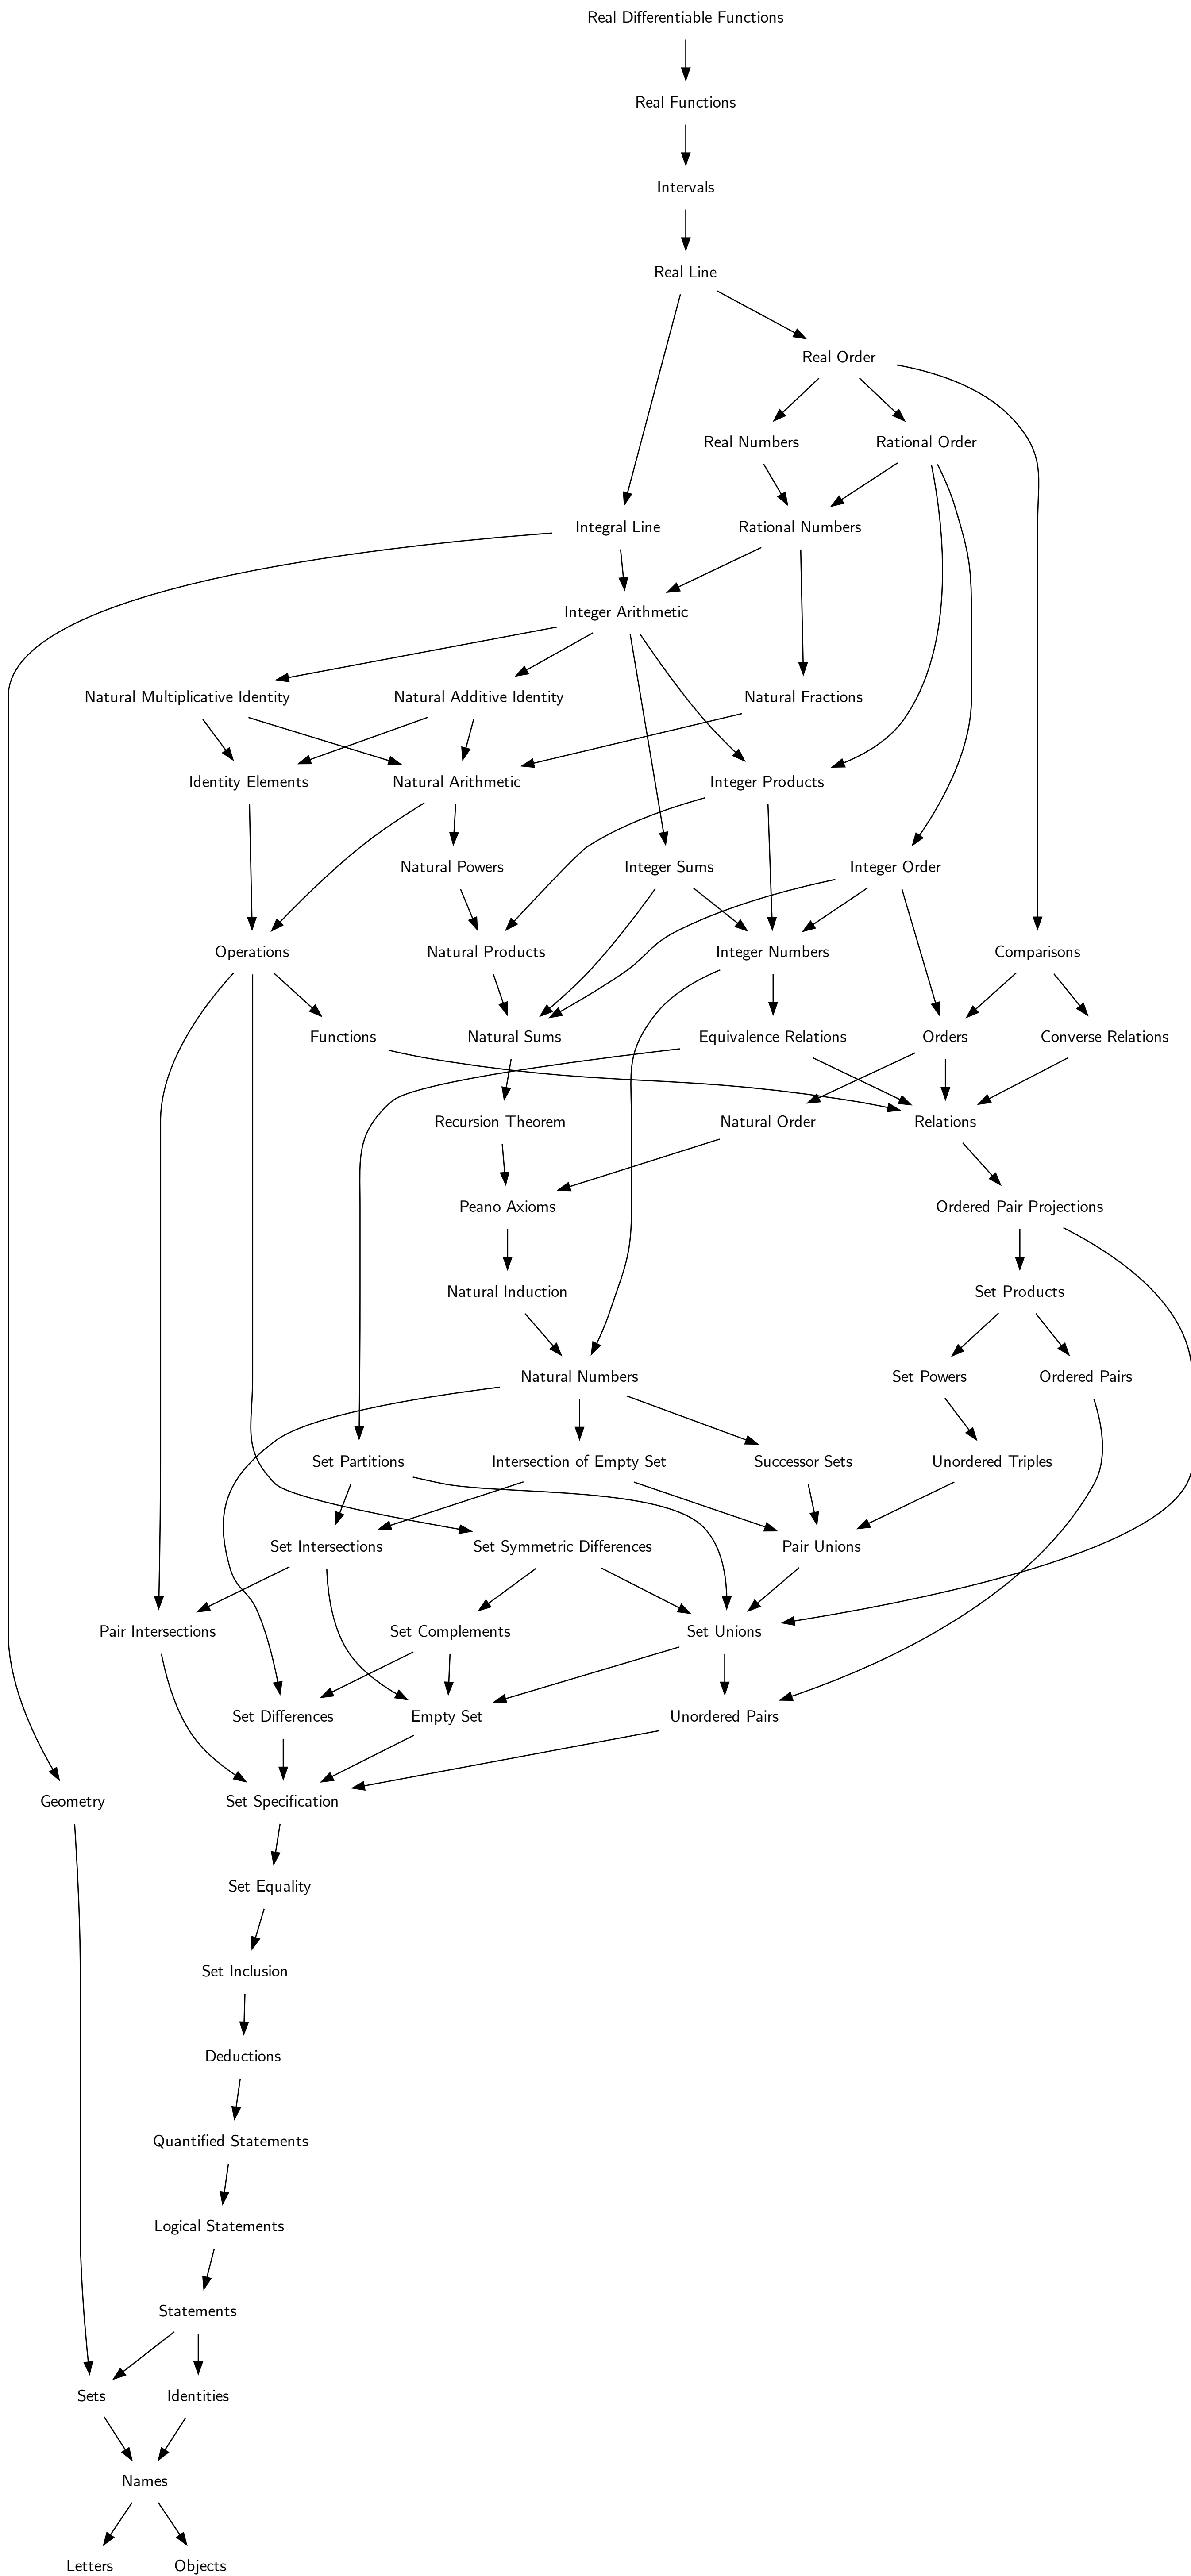 Real Differentiable Functions
Real Functions
Intervals
Real Line
Real Order
Real Numbers
Rational Order
Integral Line
Rational Numbers
Integer Arithmetic
Natural Multiplicative Identity
Natural Additive Identity
Natural Fractions
Identity Elements
Natural Arithmetic
Integer Products
Natural Powers
Integer Sums
Integer Order
Operations
Natural Products
Integer Numbers
Comparisons
Functions
Natural Sums
Equivalence Relations
Orders
Converse Relations
Recursion Theorem
Natural Order
Relations
Peano Axioms
Ordered Pair Projections
Natural Induction
Set Products
Natural Numbers
Set Powers
Ordered Pairs
Set Partitions
Intersection of Empty Set
Successor Sets
Unordered Triples
Set Intersections
Set Symmetric Differences
Pair Unions
Pair Intersections
Set Complements
Set Unions
Set Differences
Empty Set
Unordered Pairs
Geometry
Set Specification
Set Equality
Set Inclusion
Deductions
Quantified Statements
Logical Statements
Statements
Sets
Identities
Names
Letters
Objects